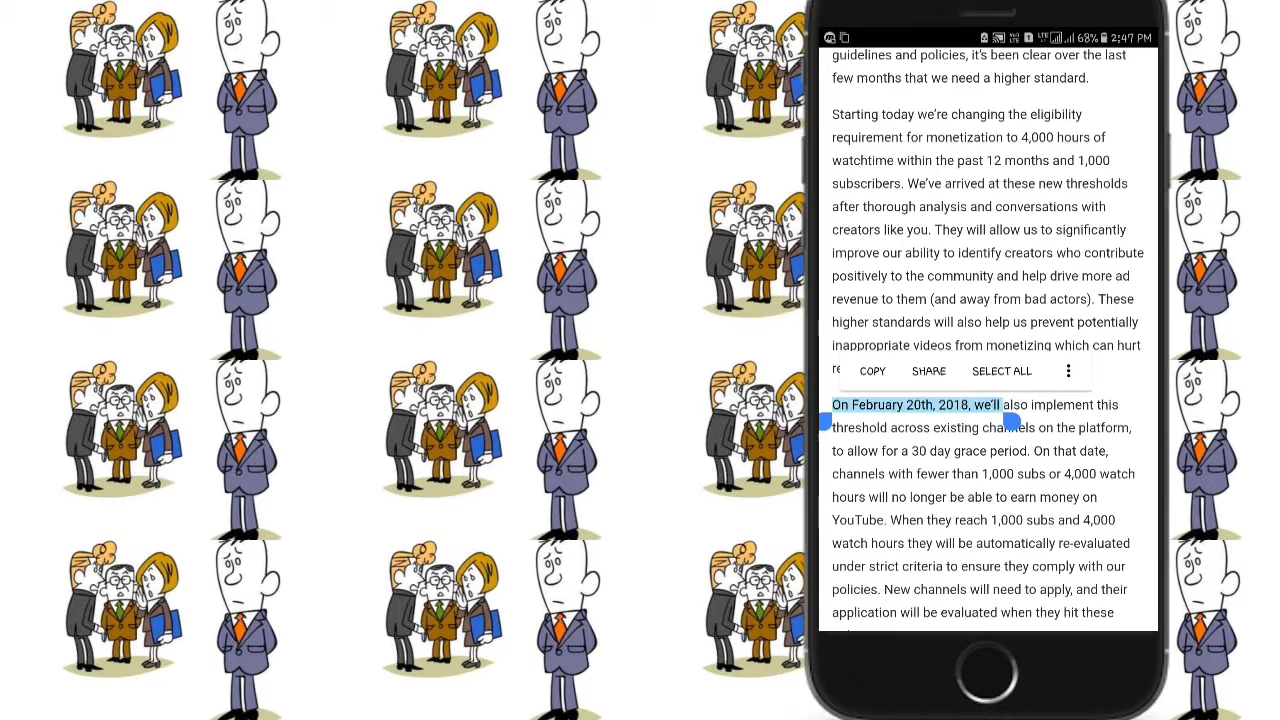 68% 2:47 PM
guidelines and policies, it's been clear over the last
few months that we need a higher standard.
Starting today we're changing the eligibility
requirement for monetization to 4,000 hours of
watchtime within the past 12 months and 1,000
subscribers. We've arrived at these new thresholds
after thorough analysis and conversations with
creators like you. They will allow us to significantly
improve our ability to identify creators who contribute
positively to the community and help drive more ad
revenue to them (and away from bad actors). These
higher standards will also help us prevent potentially
inappropriate videos from monetizing which can hurt
COPY SHARE SELECT ALL
On February 20th, 2018, we'll also implement this
threshold across existing channels on the platform,
to allow for a 30 day grace period. On that date,
channels with fewer than 1,000 subs or 4,000 watch
hours will no longer be able to earn money on
YouTube. When they reach 1,000 subs and 4,000
watch hours they will be automatically re-evaluated
under strict criteria to ensure they comply with our
policies. New channels will need to apply, and their
application will be evaluated when they hit these